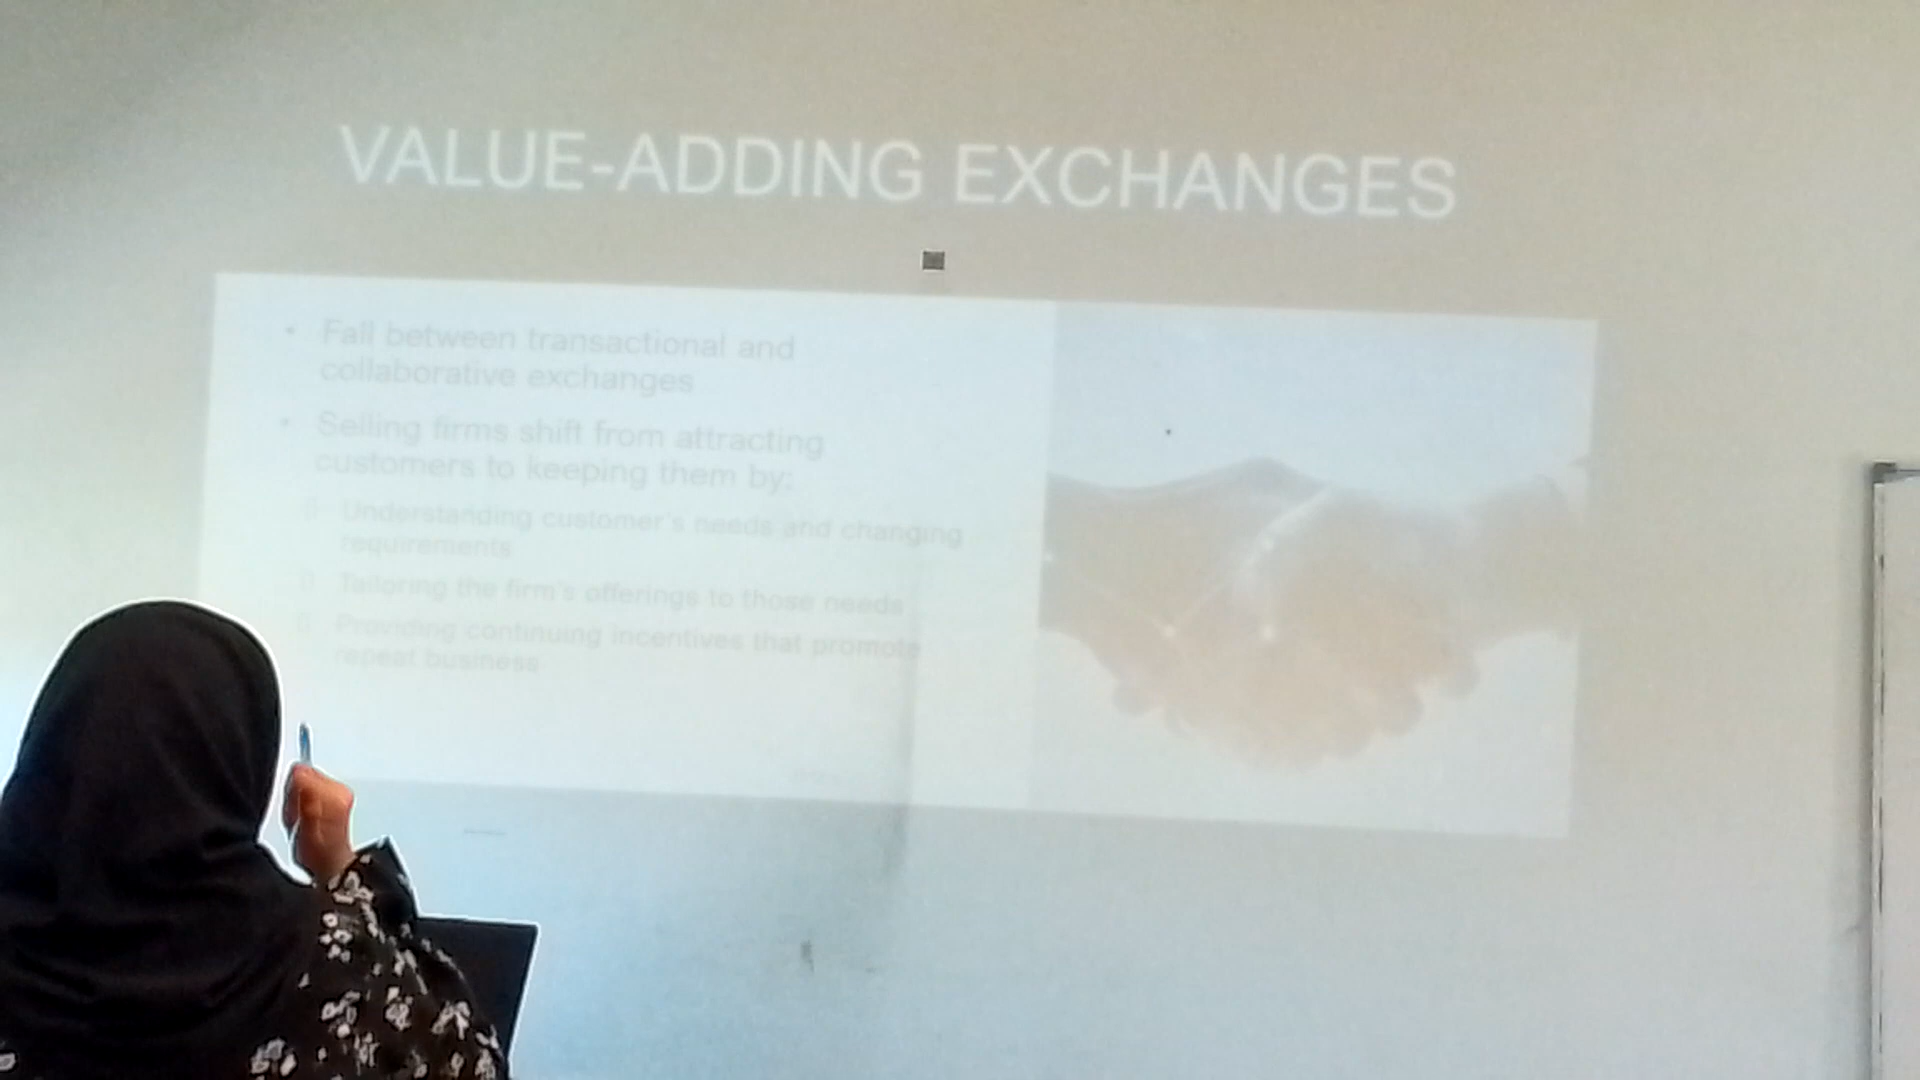 VALUE-ADDING EXCHANGES
• Fall between transactional and
collaborative exchanges
• Selling firms shift from attracting
customers to keeping them by:
Understanding customer's needs and changing
requirements
Tailoring the firm's offerings to those needs
Providing continuing incentives that promote
repeat business